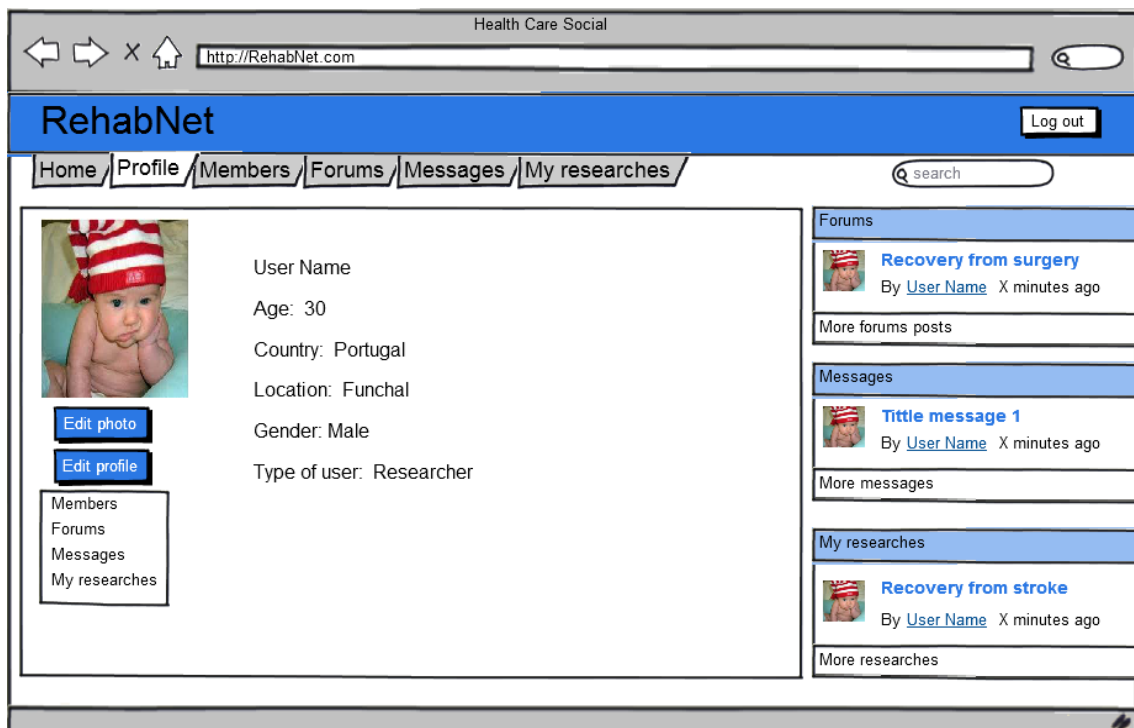 Health Care Social
http://RehabNet.com
RehabNet
Log out
Home Profile Members Forums Messages My researches
search
User Name
Age: 30
Country: Portugal
Location: Funchal
Gender: Male
Type of user: Researcher
Edit photo
Edit profile
Members
Forums
Messages
My researches
Forums
Recovery from surgery
By User Name X minutes ago
More forums posts
Messages
Tittle message 1
By User Name X minutes ago
More messages
My researches
Recovery from stroke
By User Name X minutes ago
More researches